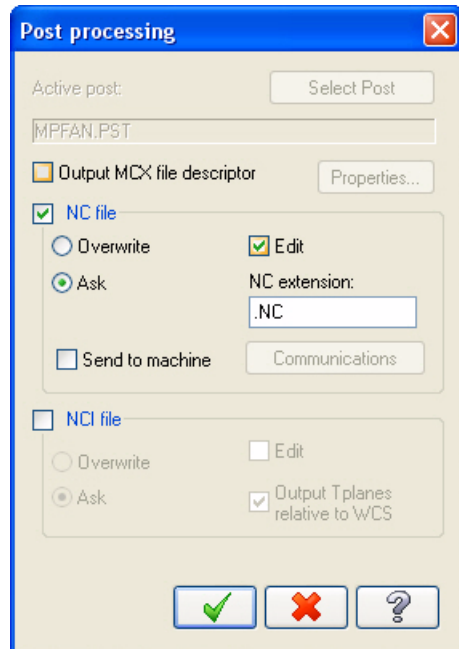 Post processing
Active post:
Select Post
MPFAN.PST
Output MCX file descriptor
Properties...
NC file
Overwrite
Edit
Ask
NC extension:
.NC
Send to machine
Communications
NCI file
Overwrite
Edit
Ask
Output Tplanes
relative to WCS